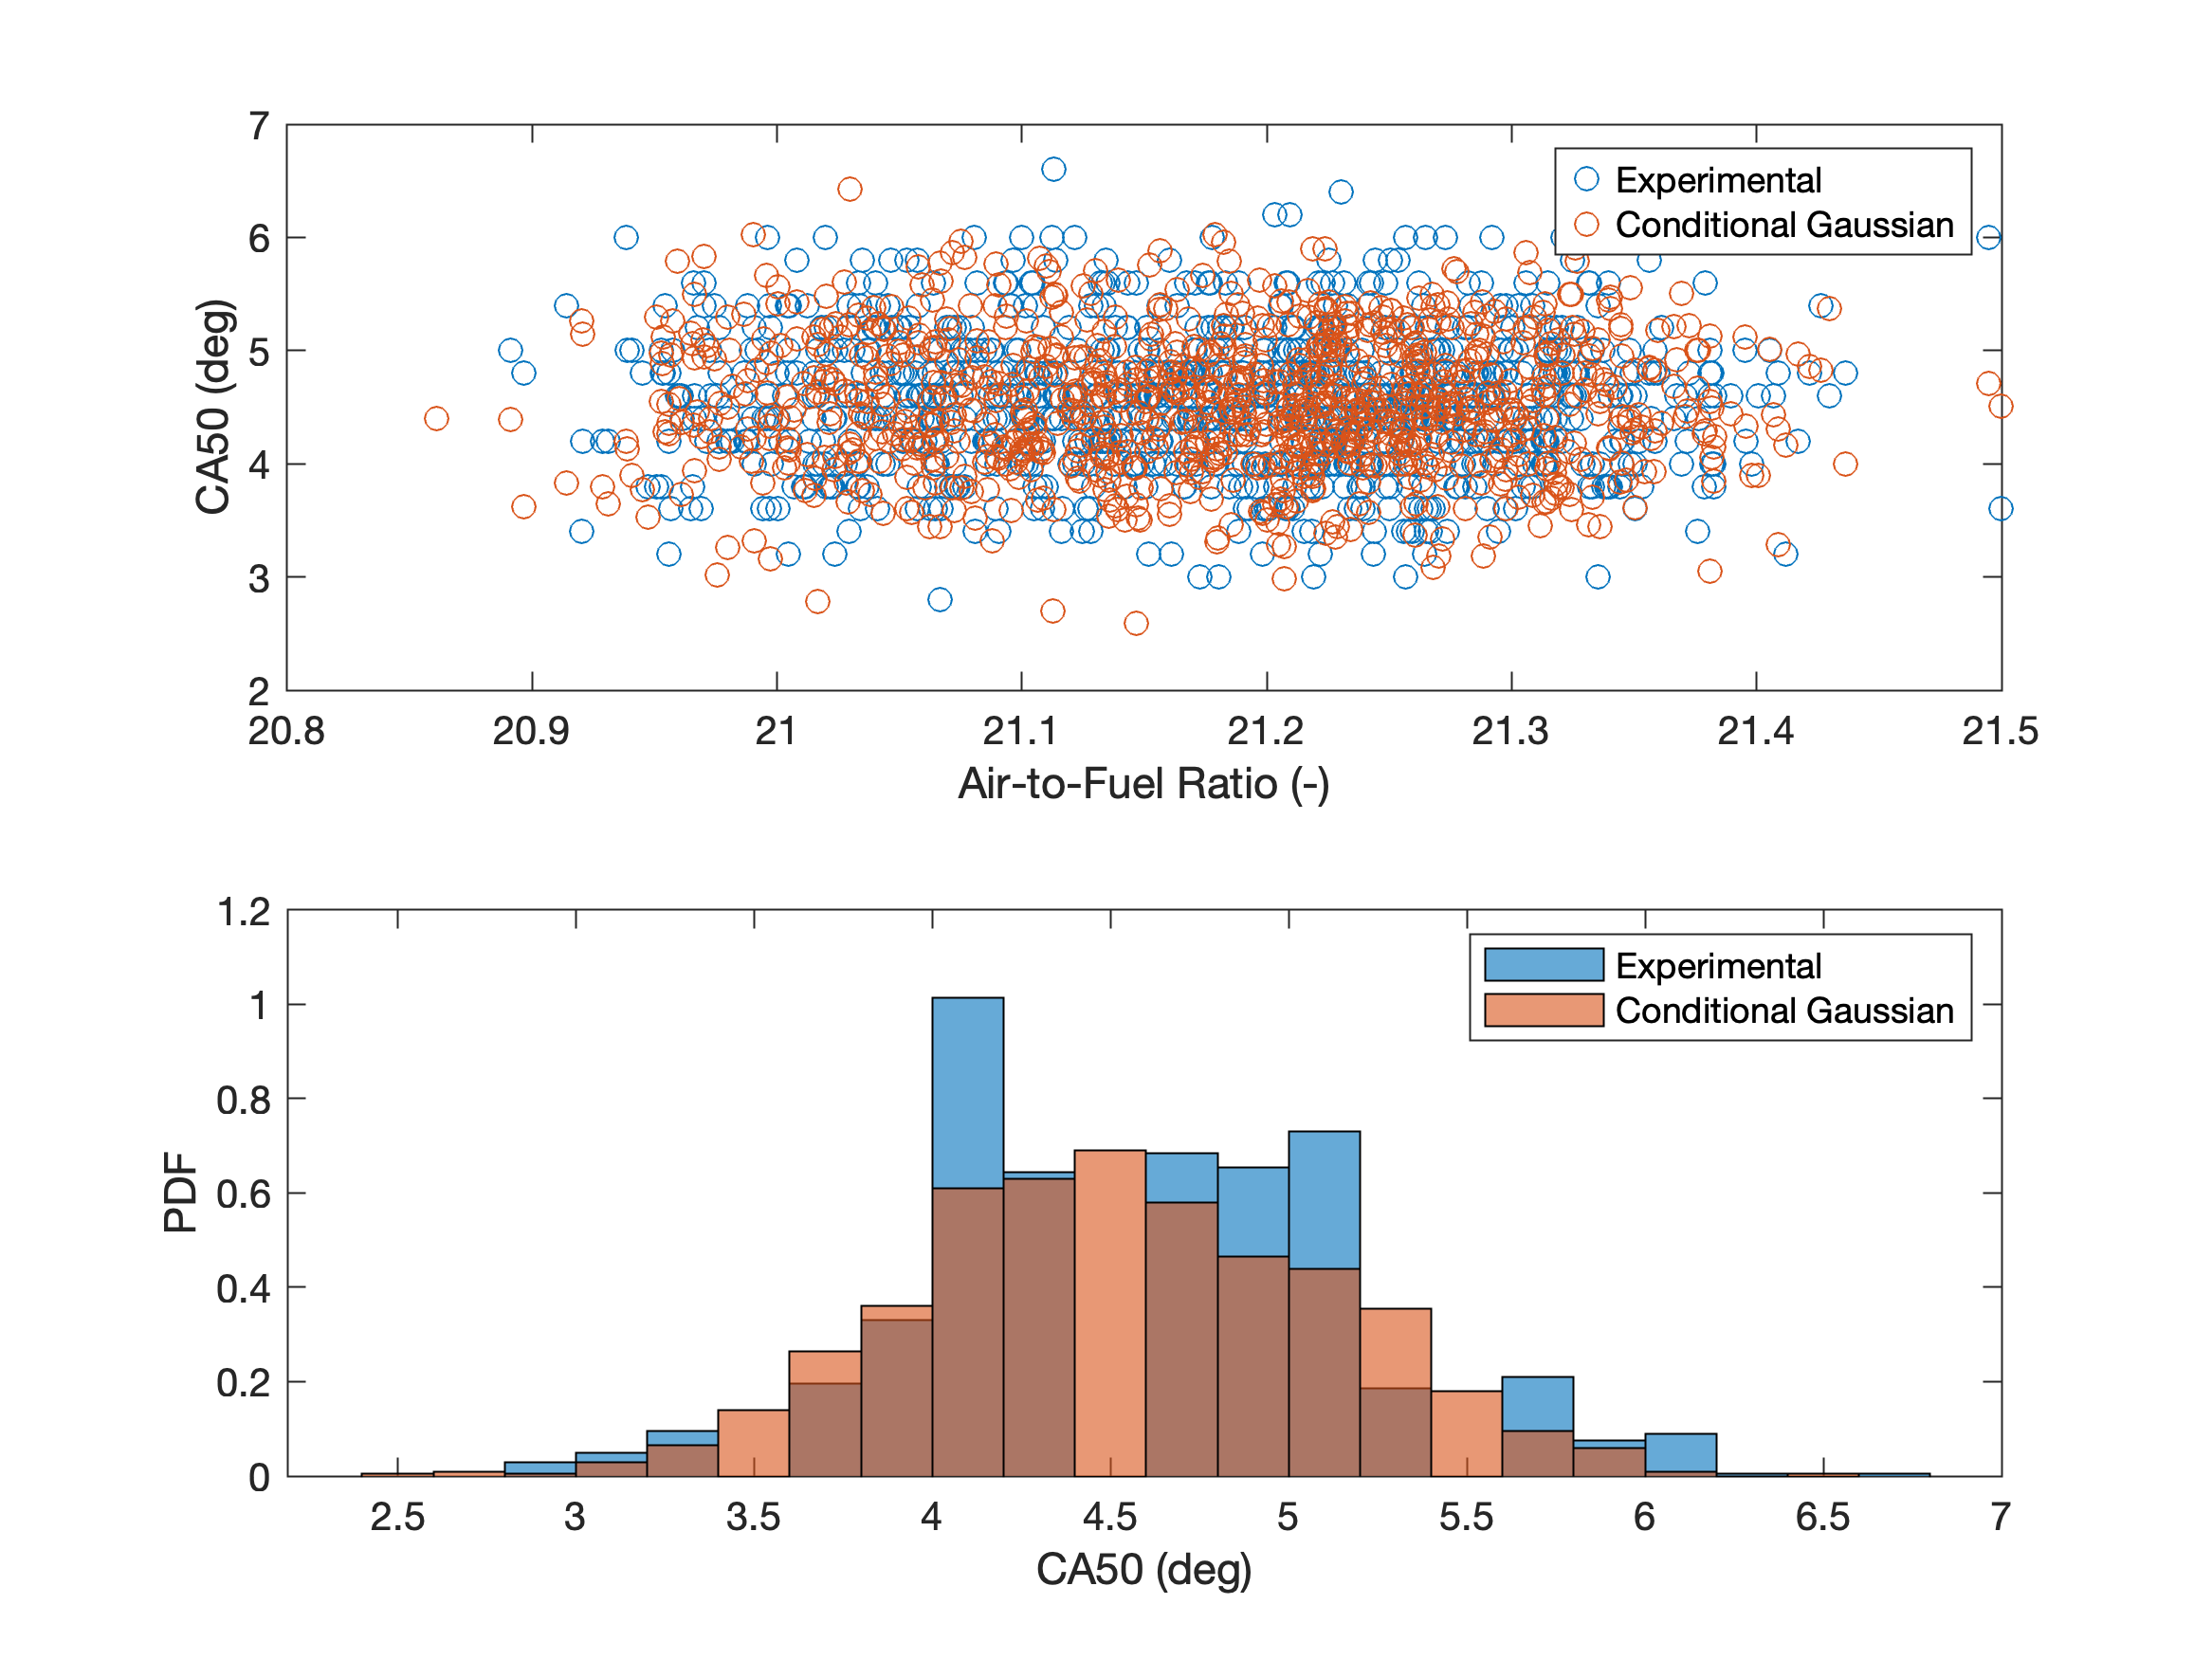 7
6
5
4
3
2
CA50 (deg)
Experimental
Conditional Gaussian
20.8 20.9 21 21.1 21.2 21.3 21.4 21.5
Air-to-Fuel Ratio (-)
1.2
1
0.8
0.6
0.4
0.2
0
PDF
Experimental
Conditional Gaussian
2.5 3 3.5 4 4.5 5 5.5 6 6.5 7
CA50 (deg)